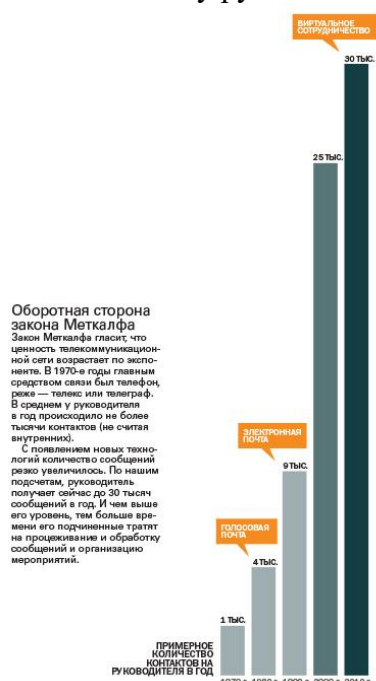 ВИРТУАЛЬНОЕ
СОТРУДНИЧЕСТВО
30 ТЫС.
25 ТЫС.
Оборотная сторона
закона Меткалфа
Закон Меткалфа гласит, что
ценность телекоммуникацион-
ной сети возрастает по экспо-
ненте. В 1970-е годы главным
средством связи был телефон,
реже — телекс или телеграф.
В среднем у руководителя
в год происходило не более
тысячи контактов (не считая
внутренних).
С появлением новых техно-
логий количество сообщений
резко увеличилось. По нашим
подсчетам, руководитель
получает сейчас до 30 тысяч
сообщений в год. И чем выше
его уровень, тем больше вре-
мени его подчиненные тратят
на процеживание и обработку
сообщений и организацию
мероприятий.
ЭЛЕКТРОННАЯ
ПОЧТА
9 ТЫС.
ГОЛОСОВАЯ
ПОЧТА
4 ТЫС.
1 ТЫС.
ПРИМЕРНОЕ
КОЛИЧЕСТВО
КОНТАКТОВ НА
РУКОВОДИТЕЛЯ В ГОД